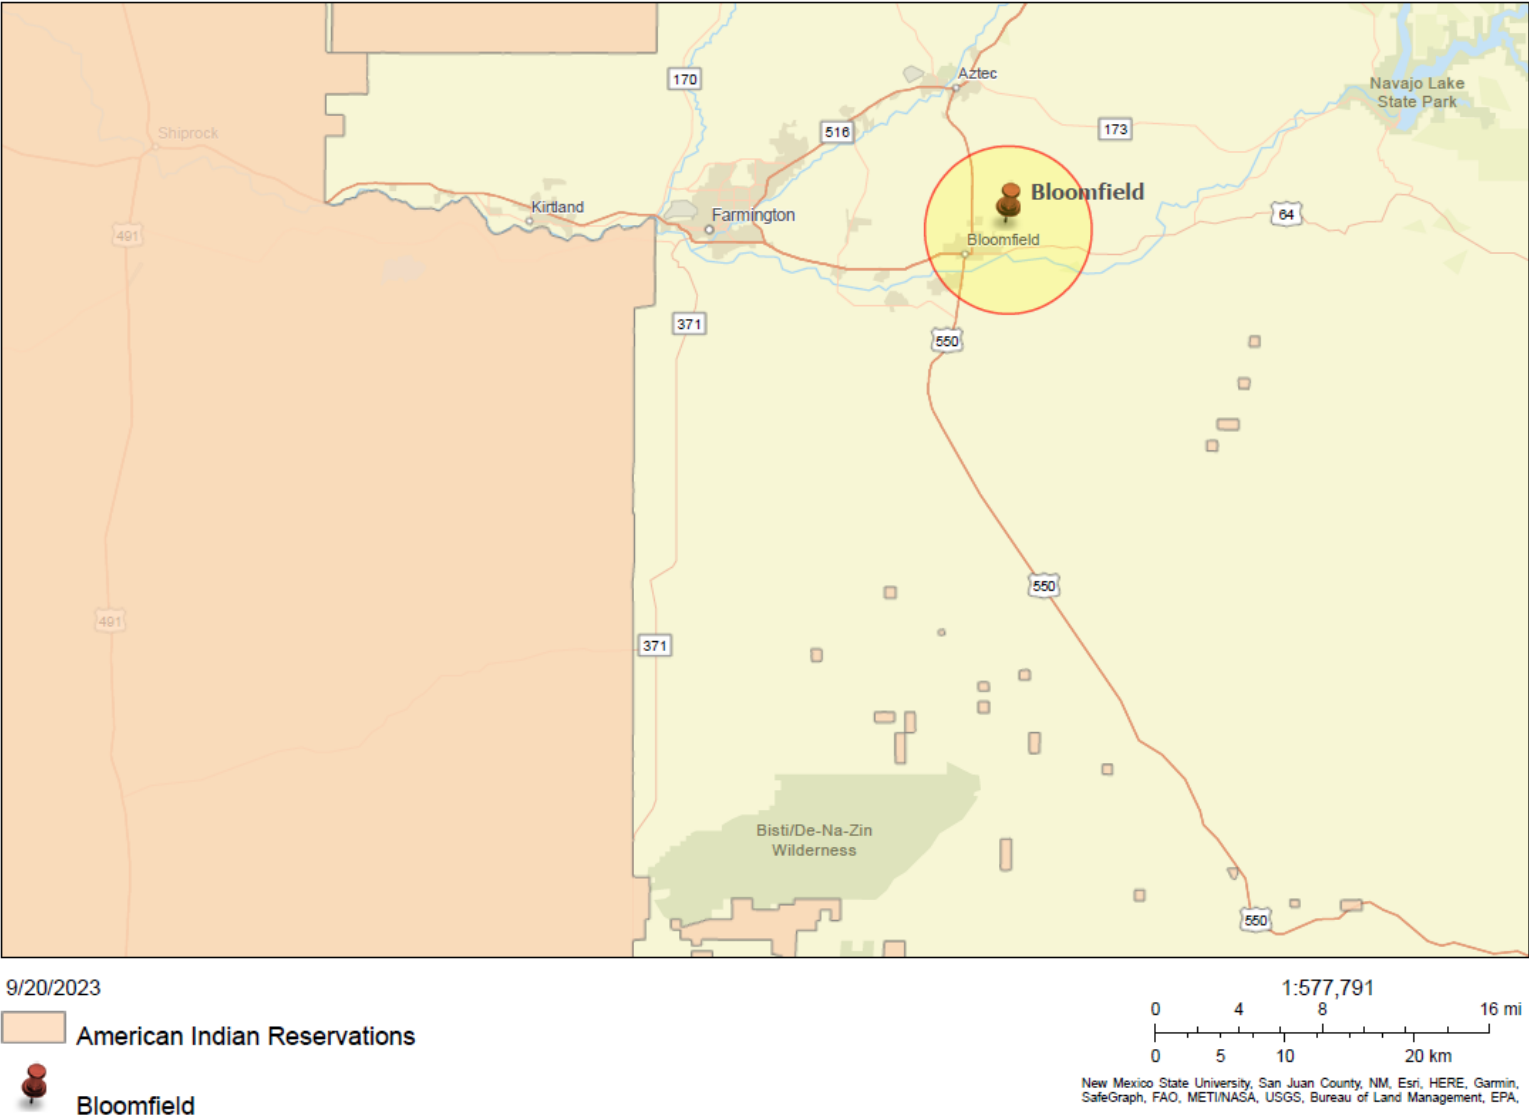 Aztec
170
Navajo Lake
State Park
516
173
Shiprock
Bloomfield
Kirtland
Farmington
64
491
Bloomfield
371
550
550
491
371
Bisti/De-Na-Zin
Wilderness
550
9/20/2023
1:577,791
0 4 8 16 mi
American Indian Reservations
0 5 10 20 km
New Mexico State University, San Juan County, NM, Esri, HERE, Garmin,
SafeGraph, FAO, METI/NASA, USGS, Bureau of Land Management, EPA,
Bloomfield